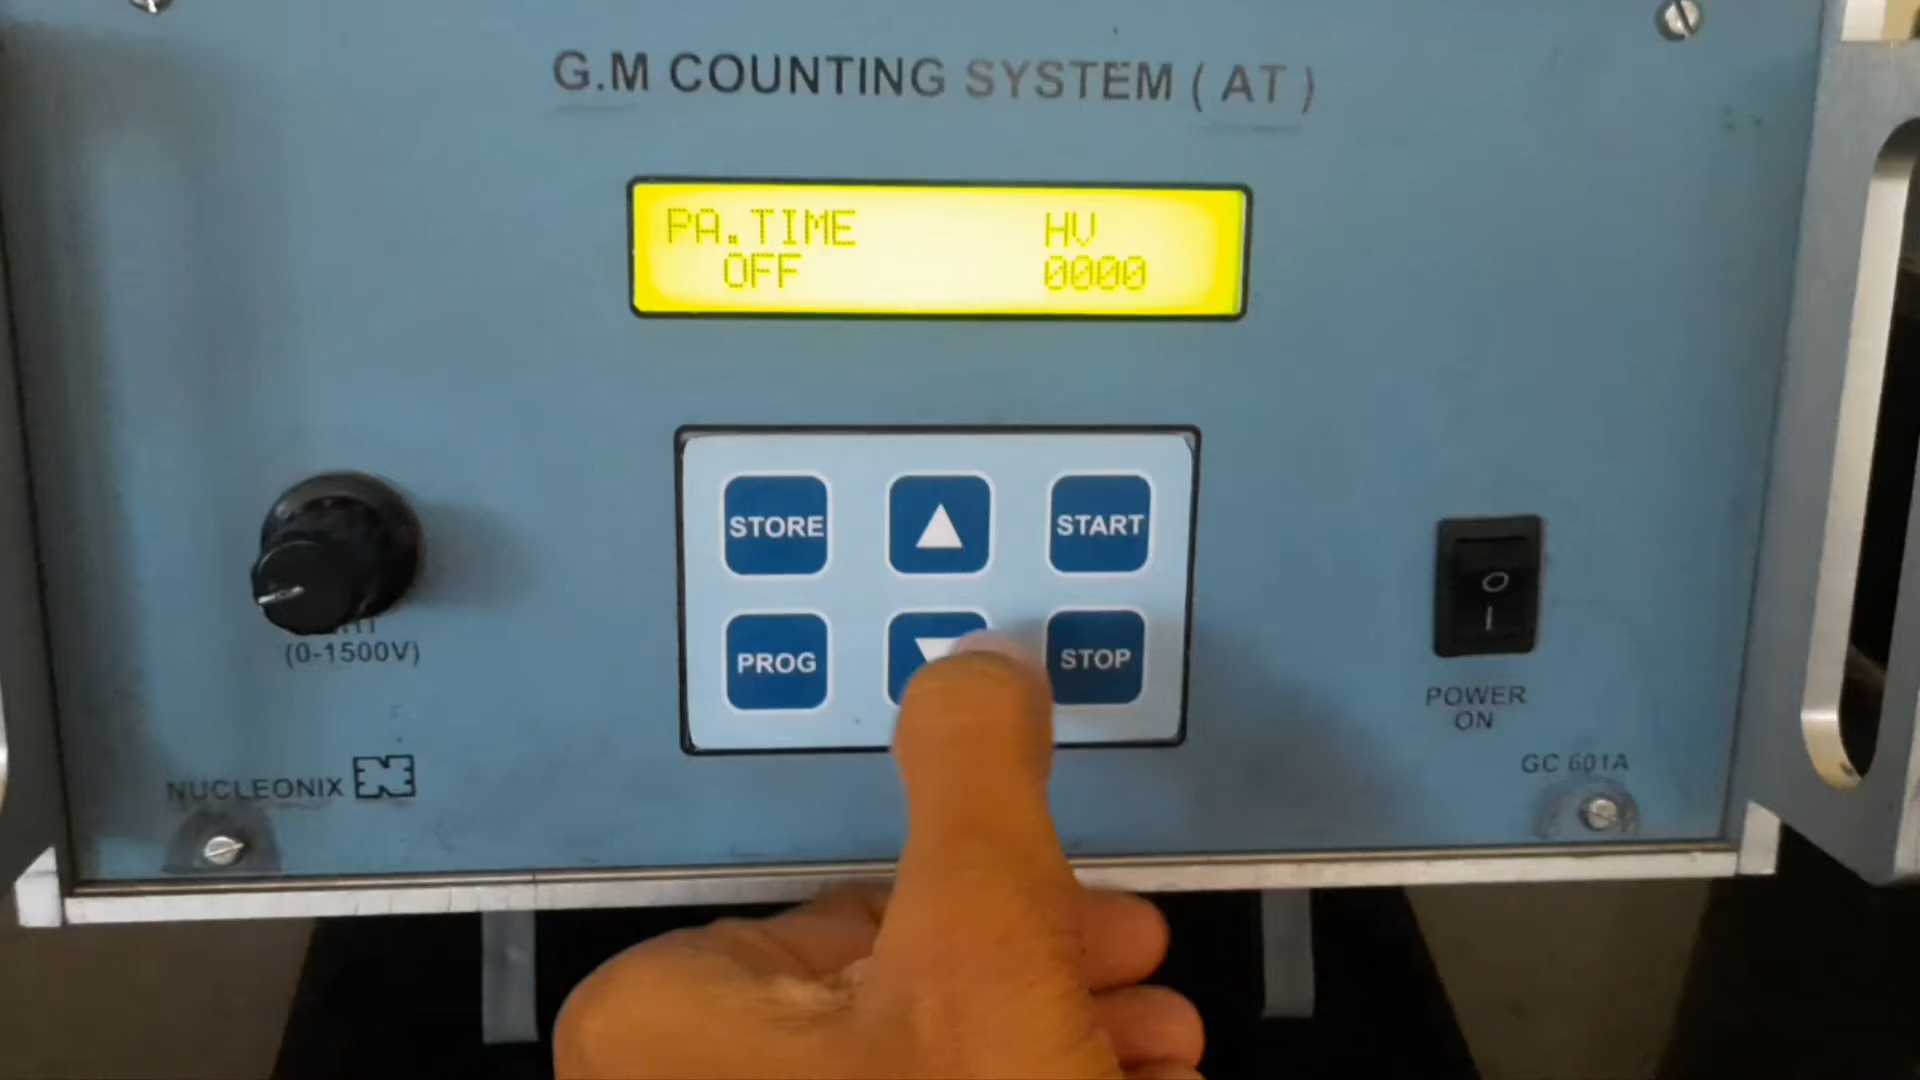 G.M COUNTING SYSTEM ( AT )
PA.TIME HV
OFF 0000
STORE START
PROG STOP
(0-1500V)
POWER
ON
NUCLEONIX
GC 601A